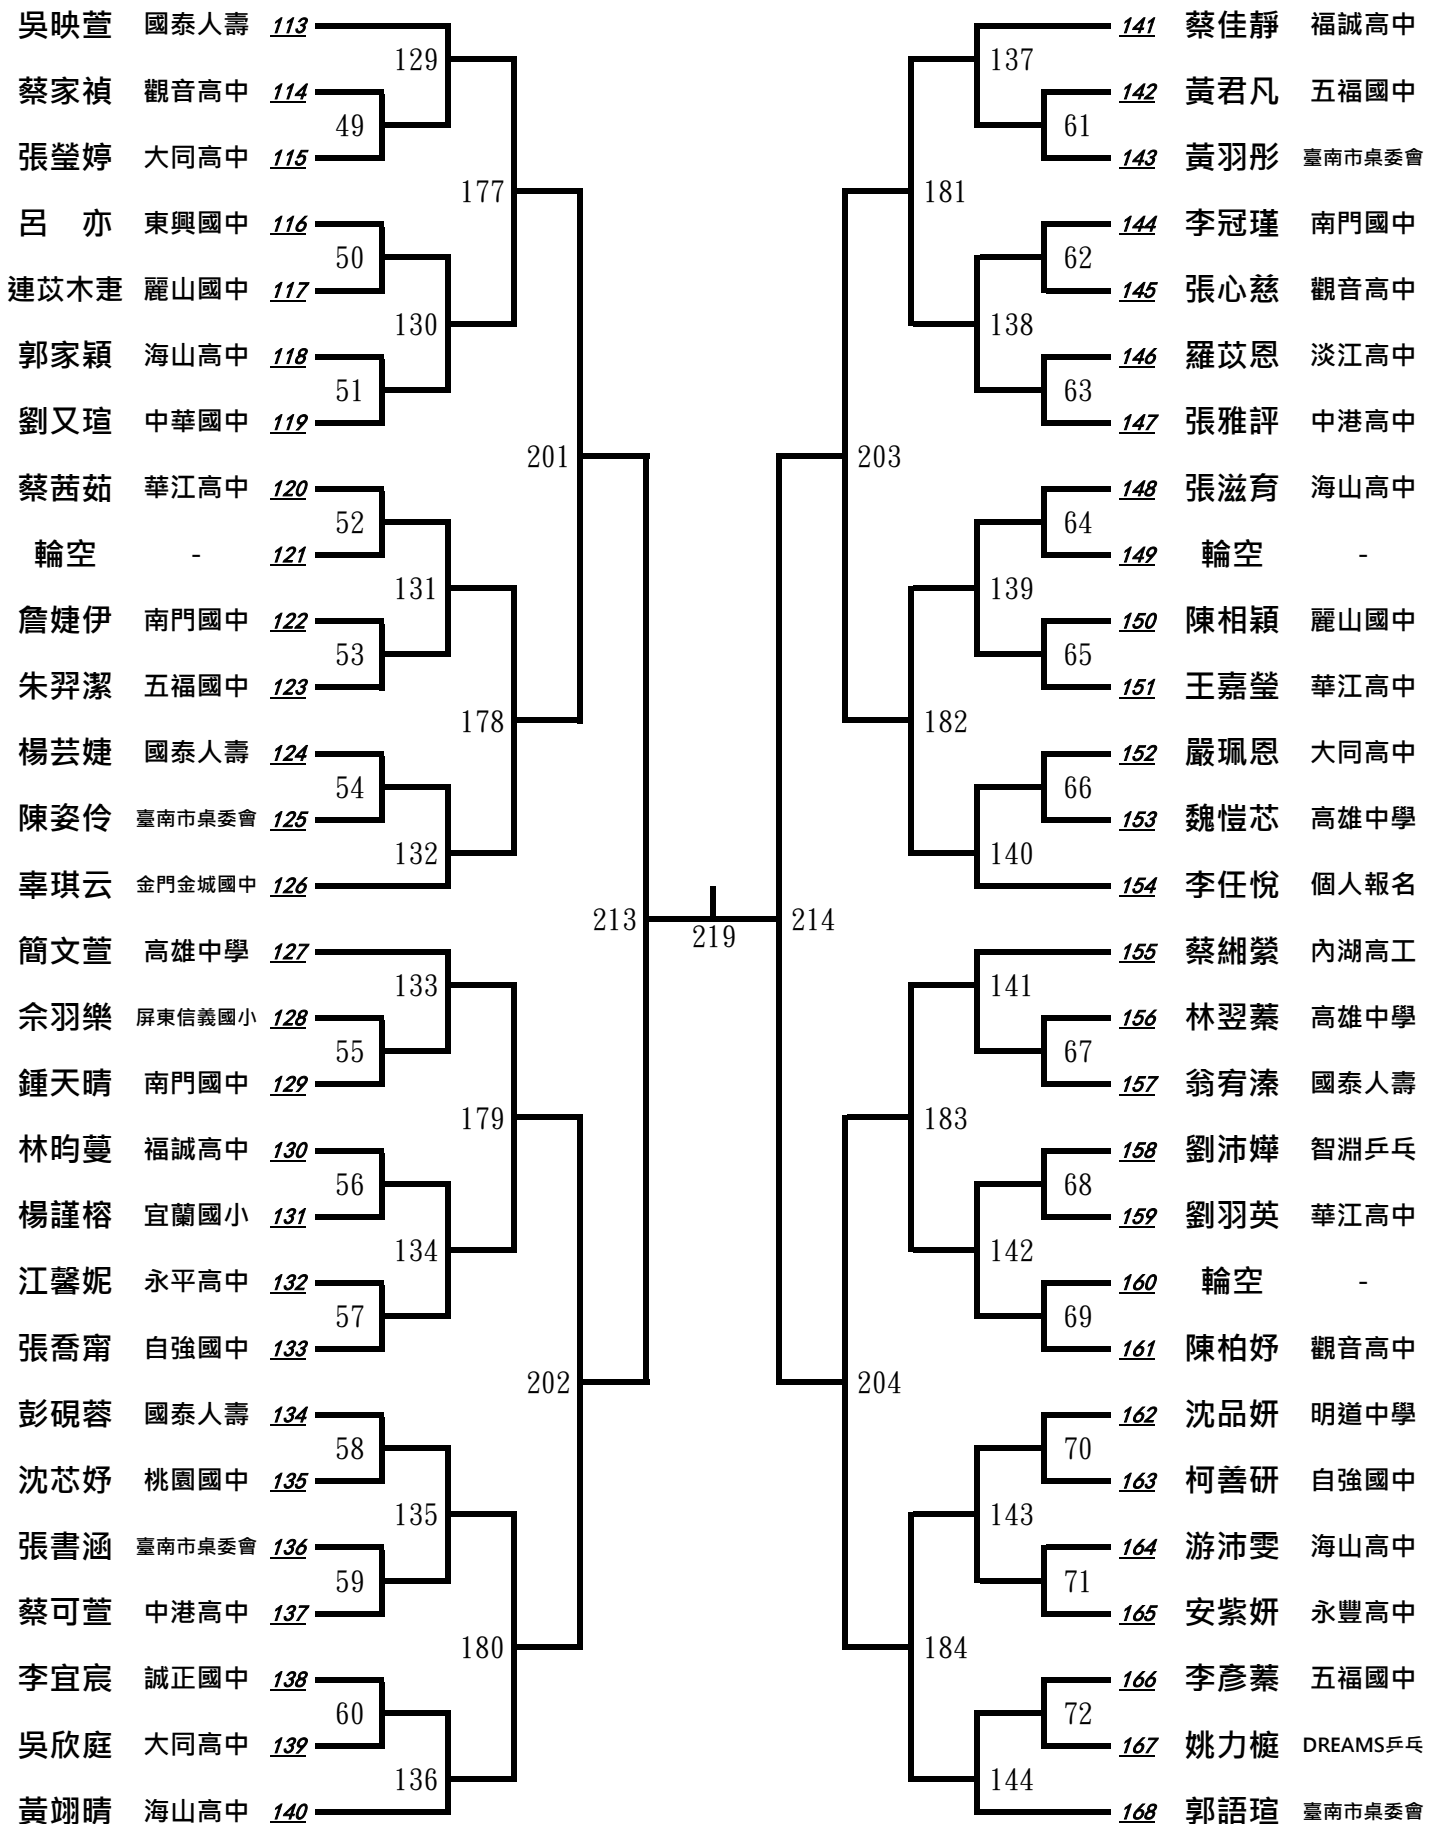 吳映萱 國泰人壽 113
129
蔡家禎 觀音高中 114
49
張瑩婷 大同高中 115
177
呂 亦 東興國中 116
50
連苡木疌 麗山國中 117
130
郭家穎 海山高中 118
51
劉又瑄 中華國中 119
201
蔡茜茹 華江高中 120
52
輪空 - 121
131
詹婕伊 南門國中 122
53
朱羿潔 五福國中 123
178
楊芸婕 國泰人壽 124
54
陳姿伶 臺南市桌委會 125
132
辜琪云 金門金城國中 126
213
簡文萱 高雄中學 127
133
佘羽樂 屏東信義國小 128
55
鍾天晴 南門國中 129
179
林昀蔓 福誠高中 130
56
楊謹榕 宜蘭國小 131
134
江馨妮 永平高中 132
57
張喬甯 自強國中 133
202
彭硯蓉 國泰人壽 134
58
沈芯妤 桃園國中 135
135
張書涵 臺南市桌委會 136
59
蔡可萱 中港高中 137
180
李宜宸 誠正國中 138
60
吳欣庭 大同高中 139
136
黃翊晴 海山高中 140
219
141 蔡佳靜 福誠高中
137
142 黃君凡 五福國中
61
143 黃羽彤 臺南市桌委會
181
144 李冠瑾 南門國中
62
145 張心慈 觀音高中
138
146 羅苡恩 淡江高中
63
147 張雅評 中港高中
203
148 張滋育 海山高中
64
149 輪空 -
139
150 陳相穎 麗山國中
65
151 王嘉瑩 華江高中
182
152 嚴珮恩 大同高中
66
153 魏愷芯 高雄中學
140
154 李任悅 個人報名
214
155 蔡緗縈 內湖高工
141
156 林翌蓁 高雄中學
67
157 翁宥溱 國泰人壽
183
158 劉沛嬅 智淵乒乓
68
159 劉羽英 華江高中
142
160 輪空 -
69
161 陳柏妤 觀音高中
204
162 沈品妍 明道中學
70
163 柯善研 自強國中
143
164 游沛雯 海山高中
71
165 安紫妍 永豐高中
184
166 李彥蓁 五福國中
72
167 姚力榳 DREAMS乒乓
144
168 郭語瑄 臺南市桌委會